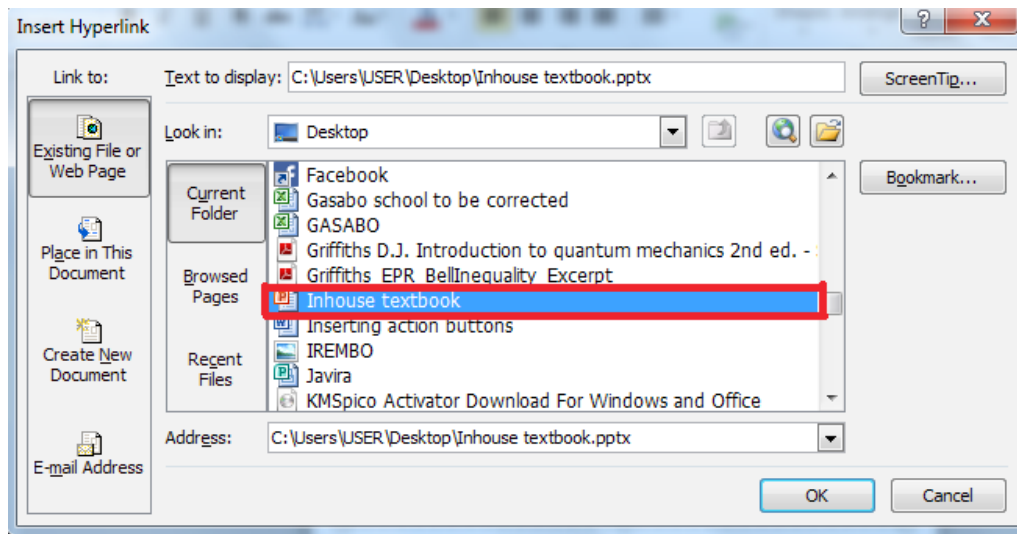 Insert Hyperlink
Link to:
Text to display: C:\Users\USER\Desktop\Inhouse textbook.pptx
ScreenTip...
Existing File or
Web Page
Place in This
Document
Create New
Document
E-mail Address
Look in: Desktop
Current
Folder
Browsed
Pages
Recent
Files
Facebook
Gasabo school to be corrected
GASABO
Griffiths D.J. Introduction to quantum mechanics 2nd ed. -
Griffiths_EPR_BellInequality_Excerpt
Inhouse textbook
Inserting action buttons
IREMBO
Javira
KMSpico Activator Download For Windows and Office
Bookmark...
Address: C:\Users\USER\Desktop\Inhouse textbook.pptx
OK
Cancel